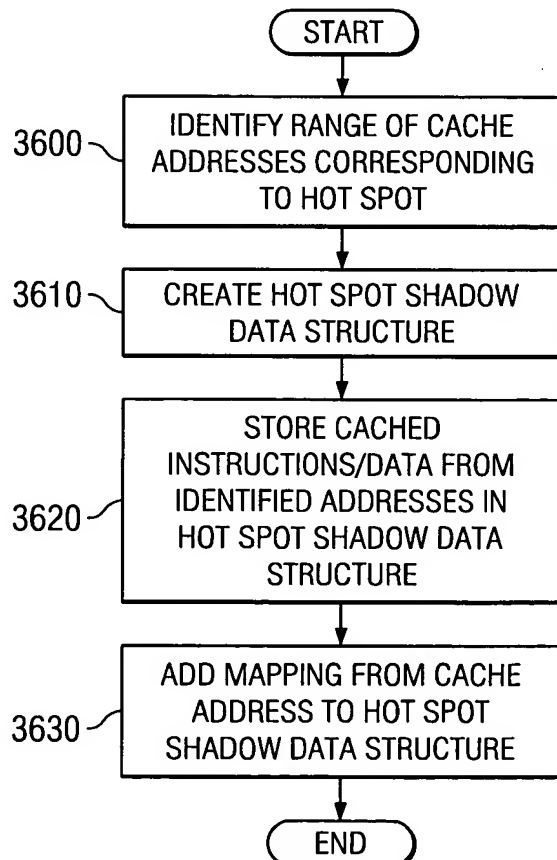 START
3600
IDENTIFY RANGE OF CACHE
ADDRESSES CORRESPONDING
TO HOT SPOT
3610
CREATE HOT SPOT SHADOW
DATA STRUCTURE
3620
STORE CACHED
INSTRUCTIONS/DATA FROM
IDENTIFIED ADDRESSES IN
HOT SPOT SHADOW DATA
STRUCTURE
3630
ADD MAPPING FROM CACHE
ADDRESS TO HOT SPOT
SHADOW DATA STRUCTURE
END